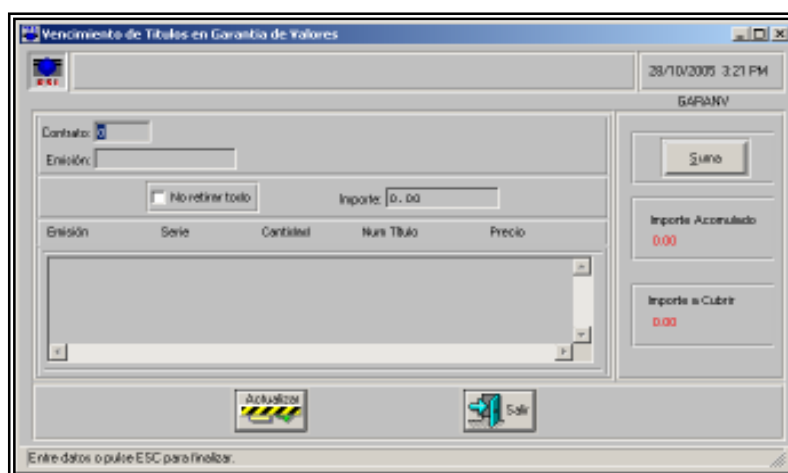 Vencimiento de Titulos en Garantia de Valores
28/10/2005 3:21 PM
GARANV
Contrato: 0
Emisión:
Suma
No retirar todo
Importe: 0.00
Emisión Serie Cantidad Num Título Precio
Importe Acumulado
0.00
Importe a Cubrir
0.00
Actualizar
Salir
Entre datos o pulse ESC para finalizar.